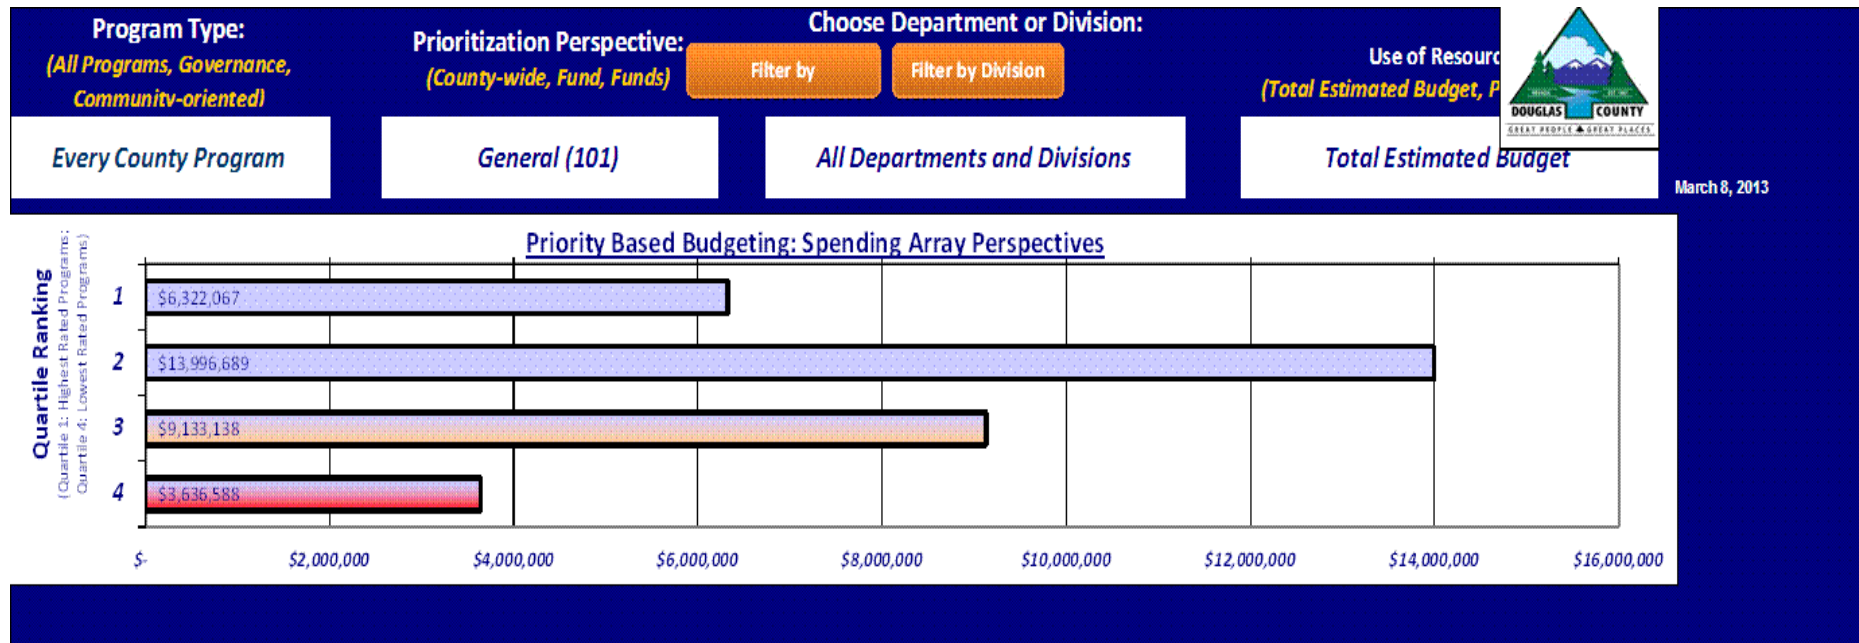 Program Type:
(All Programs, Governance,
Community-oriented)
Prioritization Perspective:
(County-wide, Fund, Funds)
Choose Department or Division:
Filter by
Filter by Division
Use of Resourc
(Total Estimated Budget, P
DOUGLAS COUNTY
GREAT PEOPLE GREAT PLACES
Every County Program
General (101)
All Departments and Divisions
Total Estimated Budget
March 8, 2013
Priority Based Budgeting: Spending Array Perspectives
Quartile Ranking
(Quartile 1: Highest Rated Programs;
Quartile 4: Lowest Rated Programs)
1 $6,322,067
2 $13,996,689
3 $9,133,138
4 $3,636,588
$- $2,000,000 $4,000,000 $6,000,000 $8,000,000 $10,000,000 $12,000,000 $14,000,000 $16,000,000